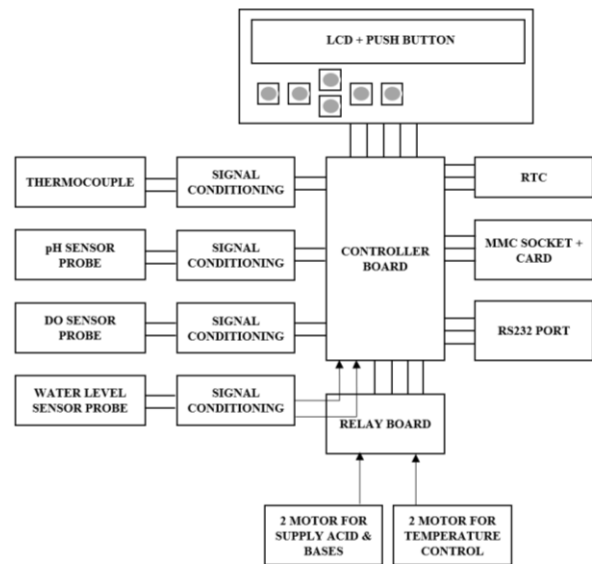 LCD + PUSH BUTTON
THERMOCOUPLE
SIGNAL
CONDITIONING
RTC
pH SENSOR
PROBE
SIGNAL
CONDITIONING
CONTROLLER
BOARD
MMC SOCKET +
CARD
DO SENSOR
PROBE
SIGNAL
CONDITIONING
RS232 PORT
WATER LEVEL
SENSOR PROBE
SIGNAL
CONDITIONING
RELAY BOARD
2 MOTOR FOR
SUPPLY ACID &
BASES
2 MOTOR FOR
TEMPERATURE
CONTROL